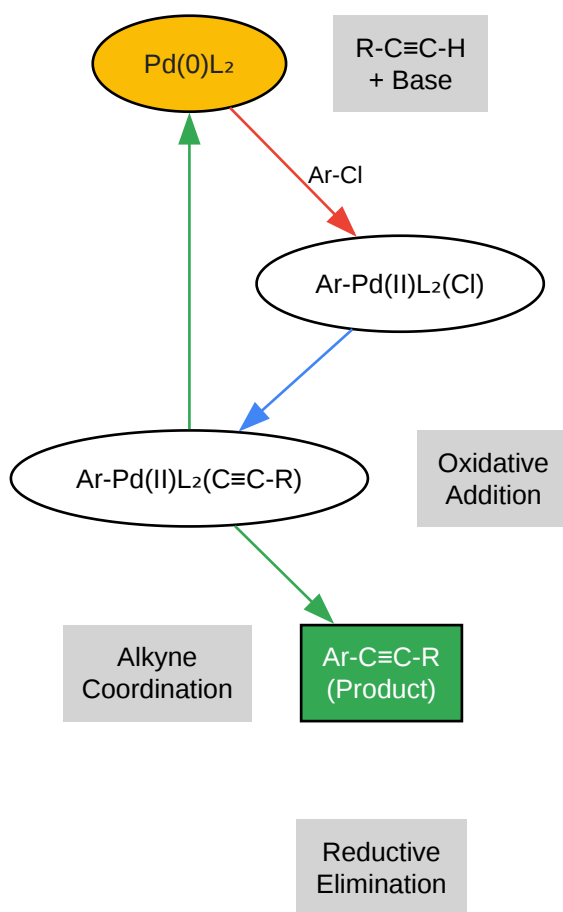 Pd(0)L₂
R-C≡C-H
+ Base
Ar-Cl
Ar-Pd(II)L₂(Cl)
Ar-Pd(II)L₂(C≡C-R)
Oxidative
Addition
Alkyne
Coordination
Ar-C≡C-R
(Product)
Reductive
Elimination